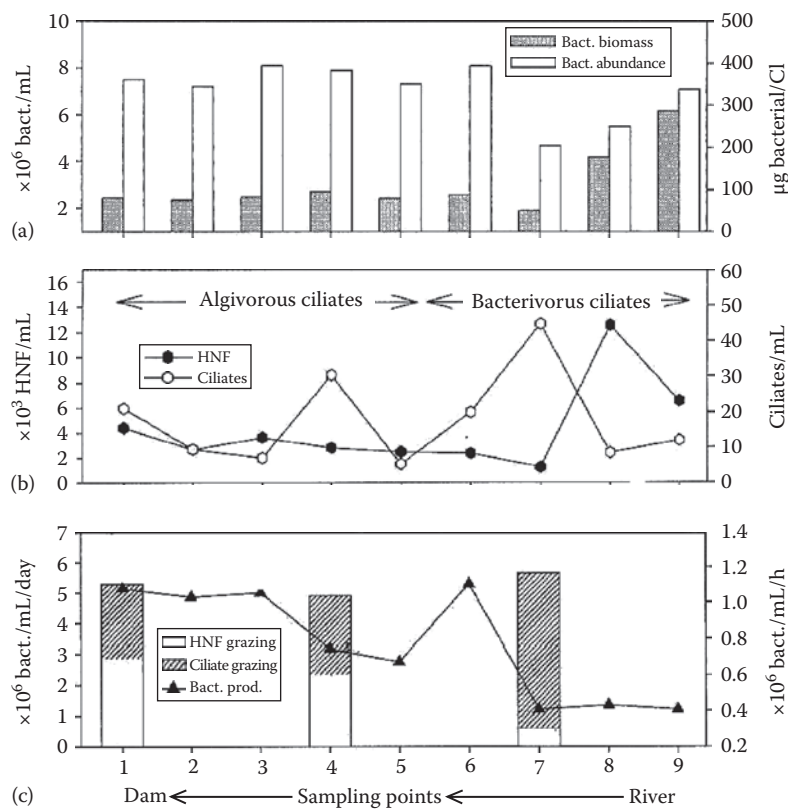 10
8
6
4
2
×10⁶ bact./mL
Bact. biomass
Bact. abundance
500
400
300
200
100
0
µg bacterial/Cl
(a)
16
14
12
10
8
6
4
2
0
×10³ HNF/mL
Algivorous ciliates
Bacterivorus ciliates
HNF
Ciliates
60
50
40
30
20
10
0
Ciliates/mL
(b)
7
6
5
4
3
2
1
0
×10⁶ bact./mL/day
HNF grazing
Ciliate grazing
Bact. prod.
1.4
1.2
1.0
0.8
0.6
0.4
0.2
×10⁶ bact./mL/h
1 2 3 4 5 6 7 8 9
(c)
Dam Sampling points River